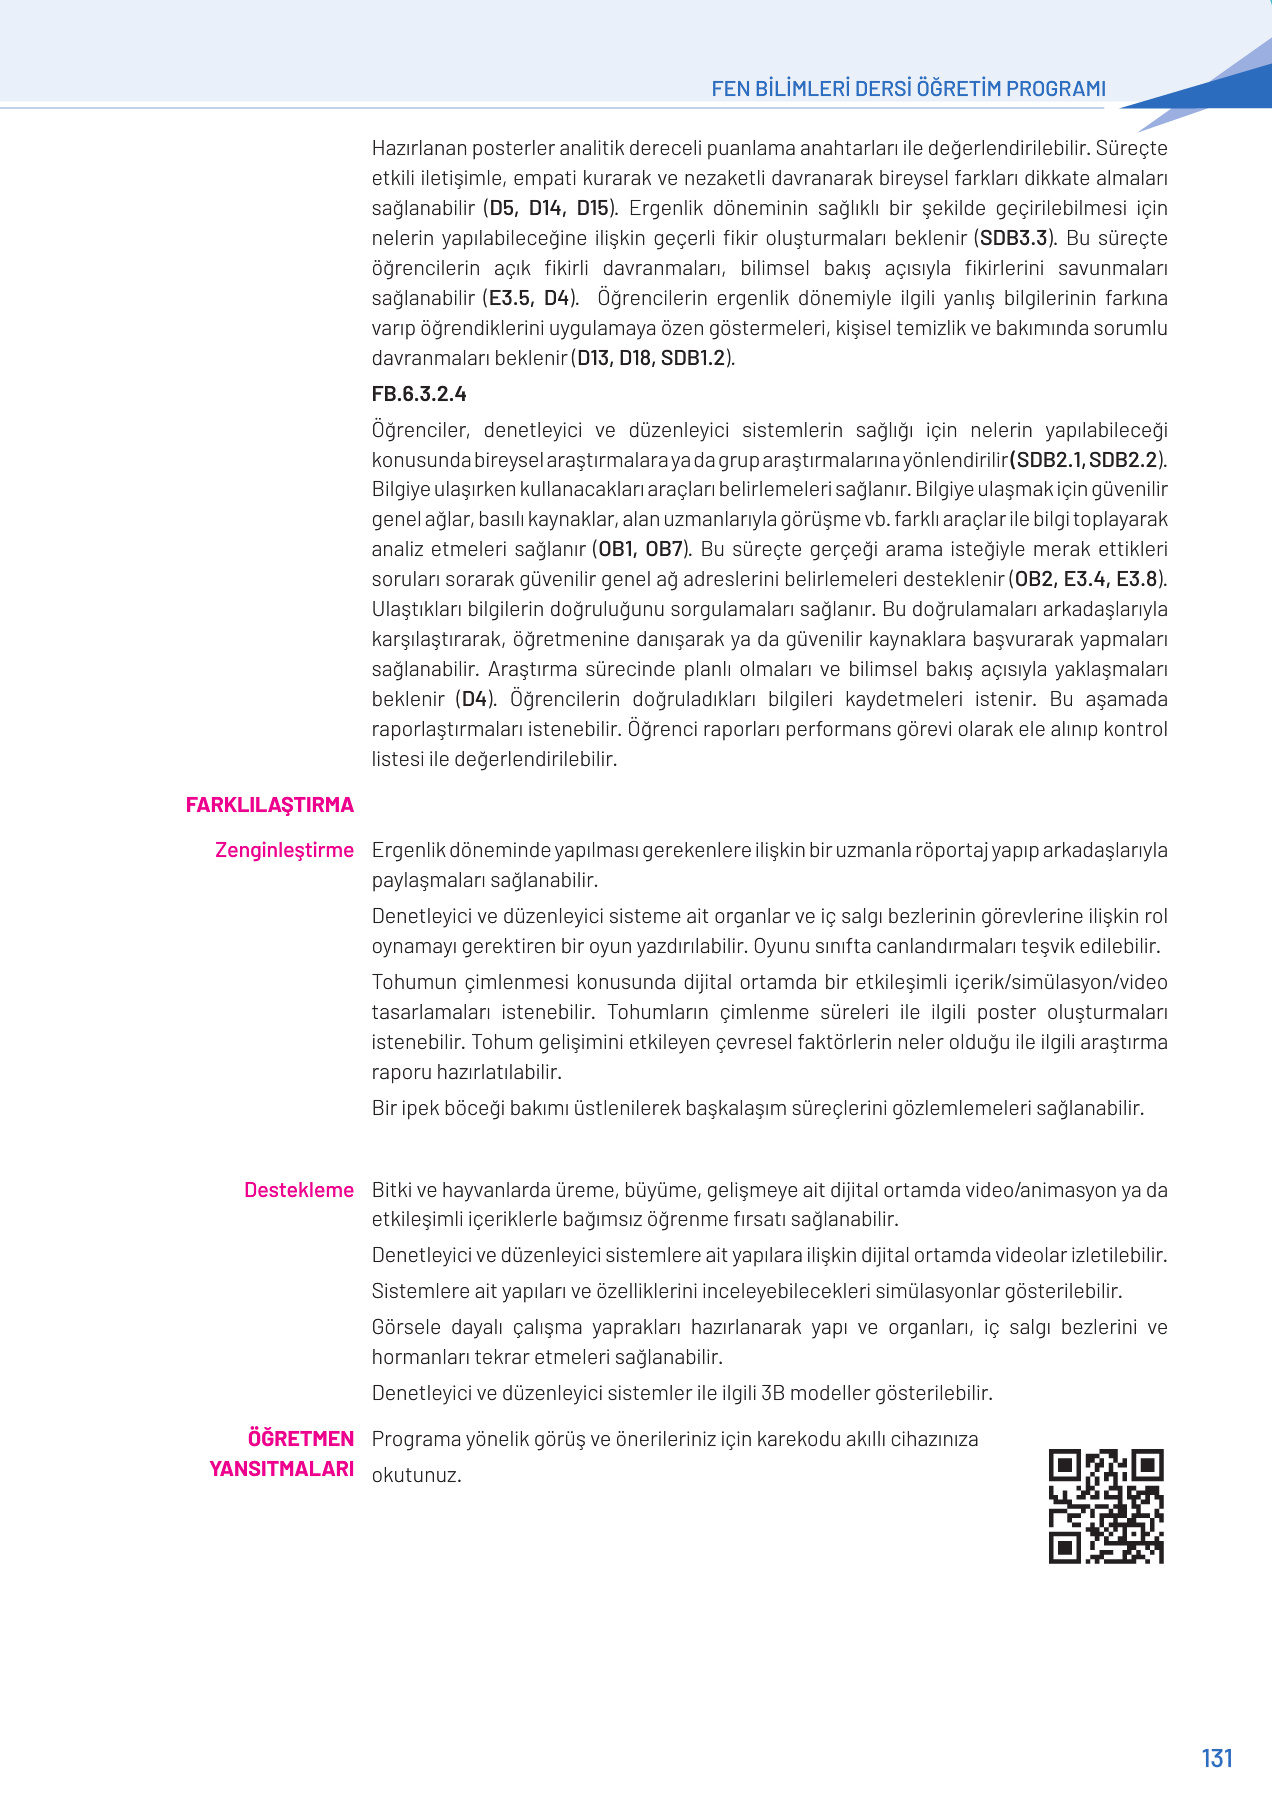 FEN BİLİMLERİ DERSİ ÖĞRETİM PROGRAMI
Hazırlanan posterler analitik dereceli puanlama anahtarları ile değerlendirilebilir. Süreçte
etkili iletişimle, empati kurarak ve nezaketli davranarak bireysel farkları dikkate almaları
sağlanabilir (D5, D14, D15). Ergenlik döneminin sağlıklı bir şekilde geçirilebilmesi için
nelerin yapılabileceğine ilişkin geçerli fikir oluşturmaları beklenir (SDB3.3). Bu süreçte
öğrencilerin açık fikirli davranmaları, bilimsel bakış açısıyla fikirlerini savunmaları
sağlanabilir (E3.5, D4). Öğrencilerin ergenlik dönemiyle ilgili yanlış bilgilerinin farkına
varıp öğrendiklerini uygulamaya özen göstermeleri, kişisel temizlik ve bakımında sorumlu
davranmaları beklenir (D13, D18, SDB1.2).
FB.6.3.2.4
Öğrenciler, denetleyici ve düzenleyici sistemlerin sağlığı için nelerin yapılabileceği
konusunda bireysel araştırmalara ya da grup araştırmalarına yönlendirilir (SDB2.1, SDB2.2).
Bilgiye ulaşırken kullanacakları araçları belirlemeleri sağlanır. Bilgiye ulaşmak için güvenilir
genel ağlar, basılı kaynaklar, alan uzmanlarıyla görüşme vb. farklı araçlar ile bilgi toplayarak
analiz etmeleri sağlanır (OB1, OB7). Bu süreçte gerçeği arama isteğiyle merak ettikleri
soruları sorarak güvenilir genel ağ adreslerini belirlemeleri desteklenir (OB2, E3.4, E3.8).
Ulaştıkları bilgilerin doğruluğunu sorgulamaları sağlanır. Bu doğrulamaları arkadaşlarıyla
karşılaştırarak, öğretmenine danışarak ya da güvenilir kaynaklara başvurarak yapmaları
sağlanabilir. Araştırma sürecinde planlı olmaları ve bilimsel bakış açısıyla yaklaşmaları
beklenir (D4). Öğrencilerin doğruladıkları bilgileri kaydetmeleri istenir. Bu aşamada
raporlaştırmaları istenebilir. Öğrenci raporları performans görevi olarak ele alınıp kontrol
listesi ile değerlendirilebilir.
FARKLILAŞTIRMA
Zenginleştirme
Ergenlik döneminde yapılması gerekenlere ilişkin bir uzmanla röportaj yapıp arkadaşlarıyla
paylaşmaları sağlanabilir.
Denetleyici ve düzenleyici sisteme ait organlar ve iç salgı bezlerinin görevlerine ilişkin rol
oynamayı gerektiren bir oyun yazdırılabilir. Oyunu sınıfta canlandırmaları teşvik edilebilir.
Tohumun çimlenmesi konusunda dijital ortamda bir etkileşimli içerik/simülasyon/video
tasarlamaları istenebilir. Tohumların çimlenme süreleri ile ilgili poster oluşturmaları
istenebilir. Tohum gelişimini etkileyen çevresel faktörlerin neler olduğu ile ilgili araştırma
raporu hazırlatılabilir.
Bir ipek böceği bakımı üstlenilerek başkalaşım süreçlerini gözlemlemeleri sağlanabilir.
Destekleme
Bitki ve hayvanlarda üreme, büyüme, gelişmeye ait dijital ortamda video/animasyon ya da
etkileşimli içeriklerle bağımsız öğrenme fırsatı sağlanabilir.
Denetleyici ve düzenleyici sistemlere ait yapılara ilişkin dijital ortamda videolar izletilebilir.
Sistemlere ait yapıları ve özelliklerini inceleyebilecekleri simülasyonlar gösterilebilir.
Görsele dayalı çalışma yaprakları hazırlanarak yapı ve organları, iç salgı bezlerini ve
hormanları tekrar etmeleri sağlanabilir.
Denetleyici ve düzenleyici sistemler ile ilgili 3B modeller gösterilebilir.
ÖĞRETMEN
YANSITMALARI
Programa yönelik görüş ve önerileriniz için karekodu akıllı cihazınıza
okutunuz.
131